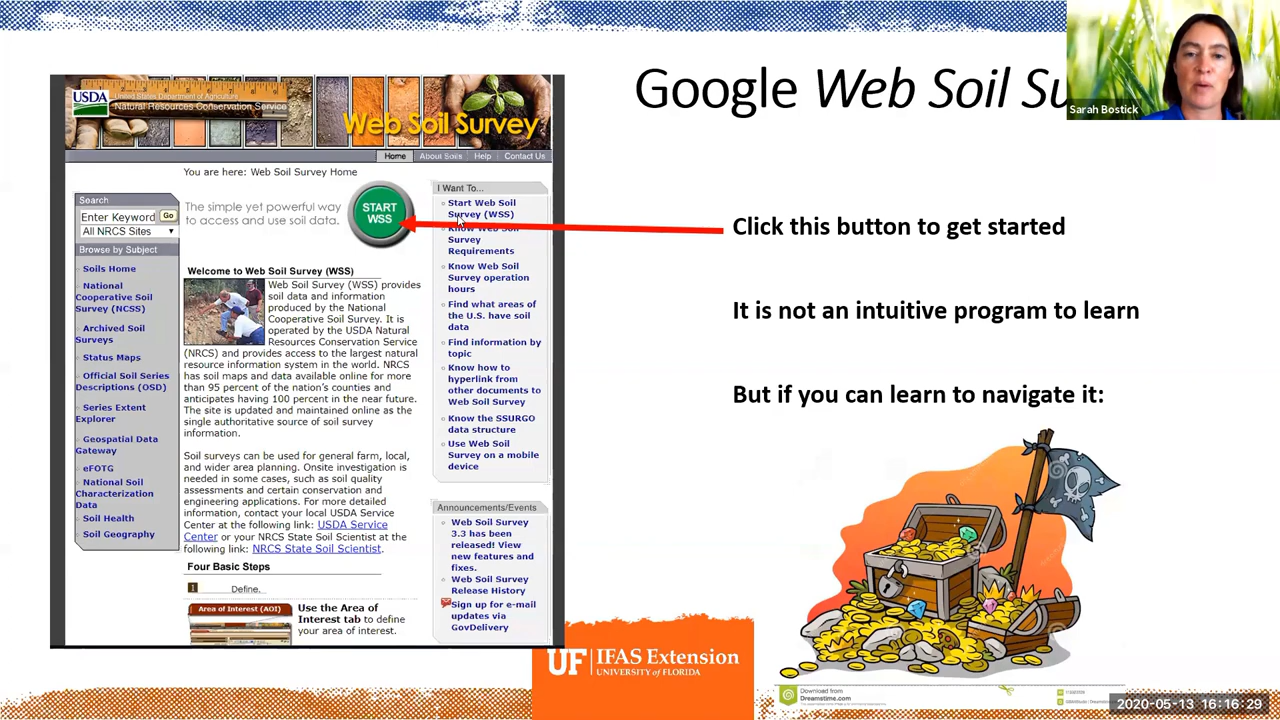 Google Web Soil Su
Sarah Bostick
USDA
United States Department of Agriculture
Natural Resources Conservation Service
Web Soil Survey
Home
About Soils
Help
Contact Us
You are here: Web Soil Survey Home
Search
Enter Keyword
Go
All NRCS Sites
Browse by Subject
Soils Home
National
Cooperative Soil
Survey (NCSS)
Archived Soil
Surveys
Status Maps
Official Soil Series
Descriptions (OSD)
Series Extent
Explorer
Geospatial Data
Gateway
eFOTG
National Soil
Characterization
Data
Soil Health
Soil Geography
The simple yet powerful way
to access and use soil data.
START
WSS
Welcome to Web Soil Survey (WSS)
Web Soil Survey (WSS) provides
soil data and information
produced by the National
Cooperative Soil Survey. It is
operated by the USDA Natural
Resources Conservation Service
(NRCS) and provides access to the largest natural
resource information system in the world. NRCS
has soil maps and data available online for more
than 95 percent of the nation's counties and
anticipates having 100 percent in the near future.
The site is updated and maintained online as the
single authoritative source of soil survey
information.
Soil surveys can be used for general farm, local,
and wider area planning. Onsite investigation is
needed in some cases, such as soil quality
assessments and certain conservation and
engineering applications. For more detailed
information, contact your local USDA Service
Center at the following link: USDA Service
Center or your NRCS State Soil Scientist at the
following link: NRCS State Soil Scientist.
Four Basic Steps
1
Define.
Area of Interest (AOI)
Use the Area of
Interest tab to define
your area of interest.
I Want To...
Start Web Soil
Survey (WSS)
Know Web Soil
Survey
Requirements
Know Web Soil
Survey operation
hours
Find what areas of
the U.S. have soil
data
Find information by
topic
Know how to
hyperlink from
other documents to
Web Soil Survey
Know the SSURGO
data structure
Use Web Soil
Survey on a mobile
device
Announcements/Events
Web Soil Survey
3.3 has been
released! View
new features and
fixes.
Web Soil Survey
Release History
Sign up for e-mail
updates via
GovDelivery
Click this button to get started
It is not an intuitive program to learn
But if you can learn to navigate it:
UF IFAS Extension
UNIVERSITY of FLORIDA
Download from
Dreamstime.com
2020-05-13 16:16:29